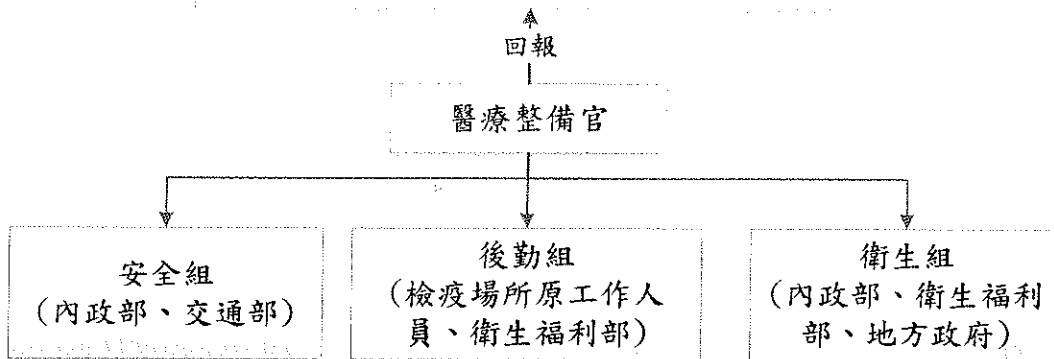 回報
醫療整備官
安全組
（內政部、交通部）
後勤組
（檢疫場所原工作人
員、衛生福利部）
衛生組
（內政部、衛生福利
部、地方政府）